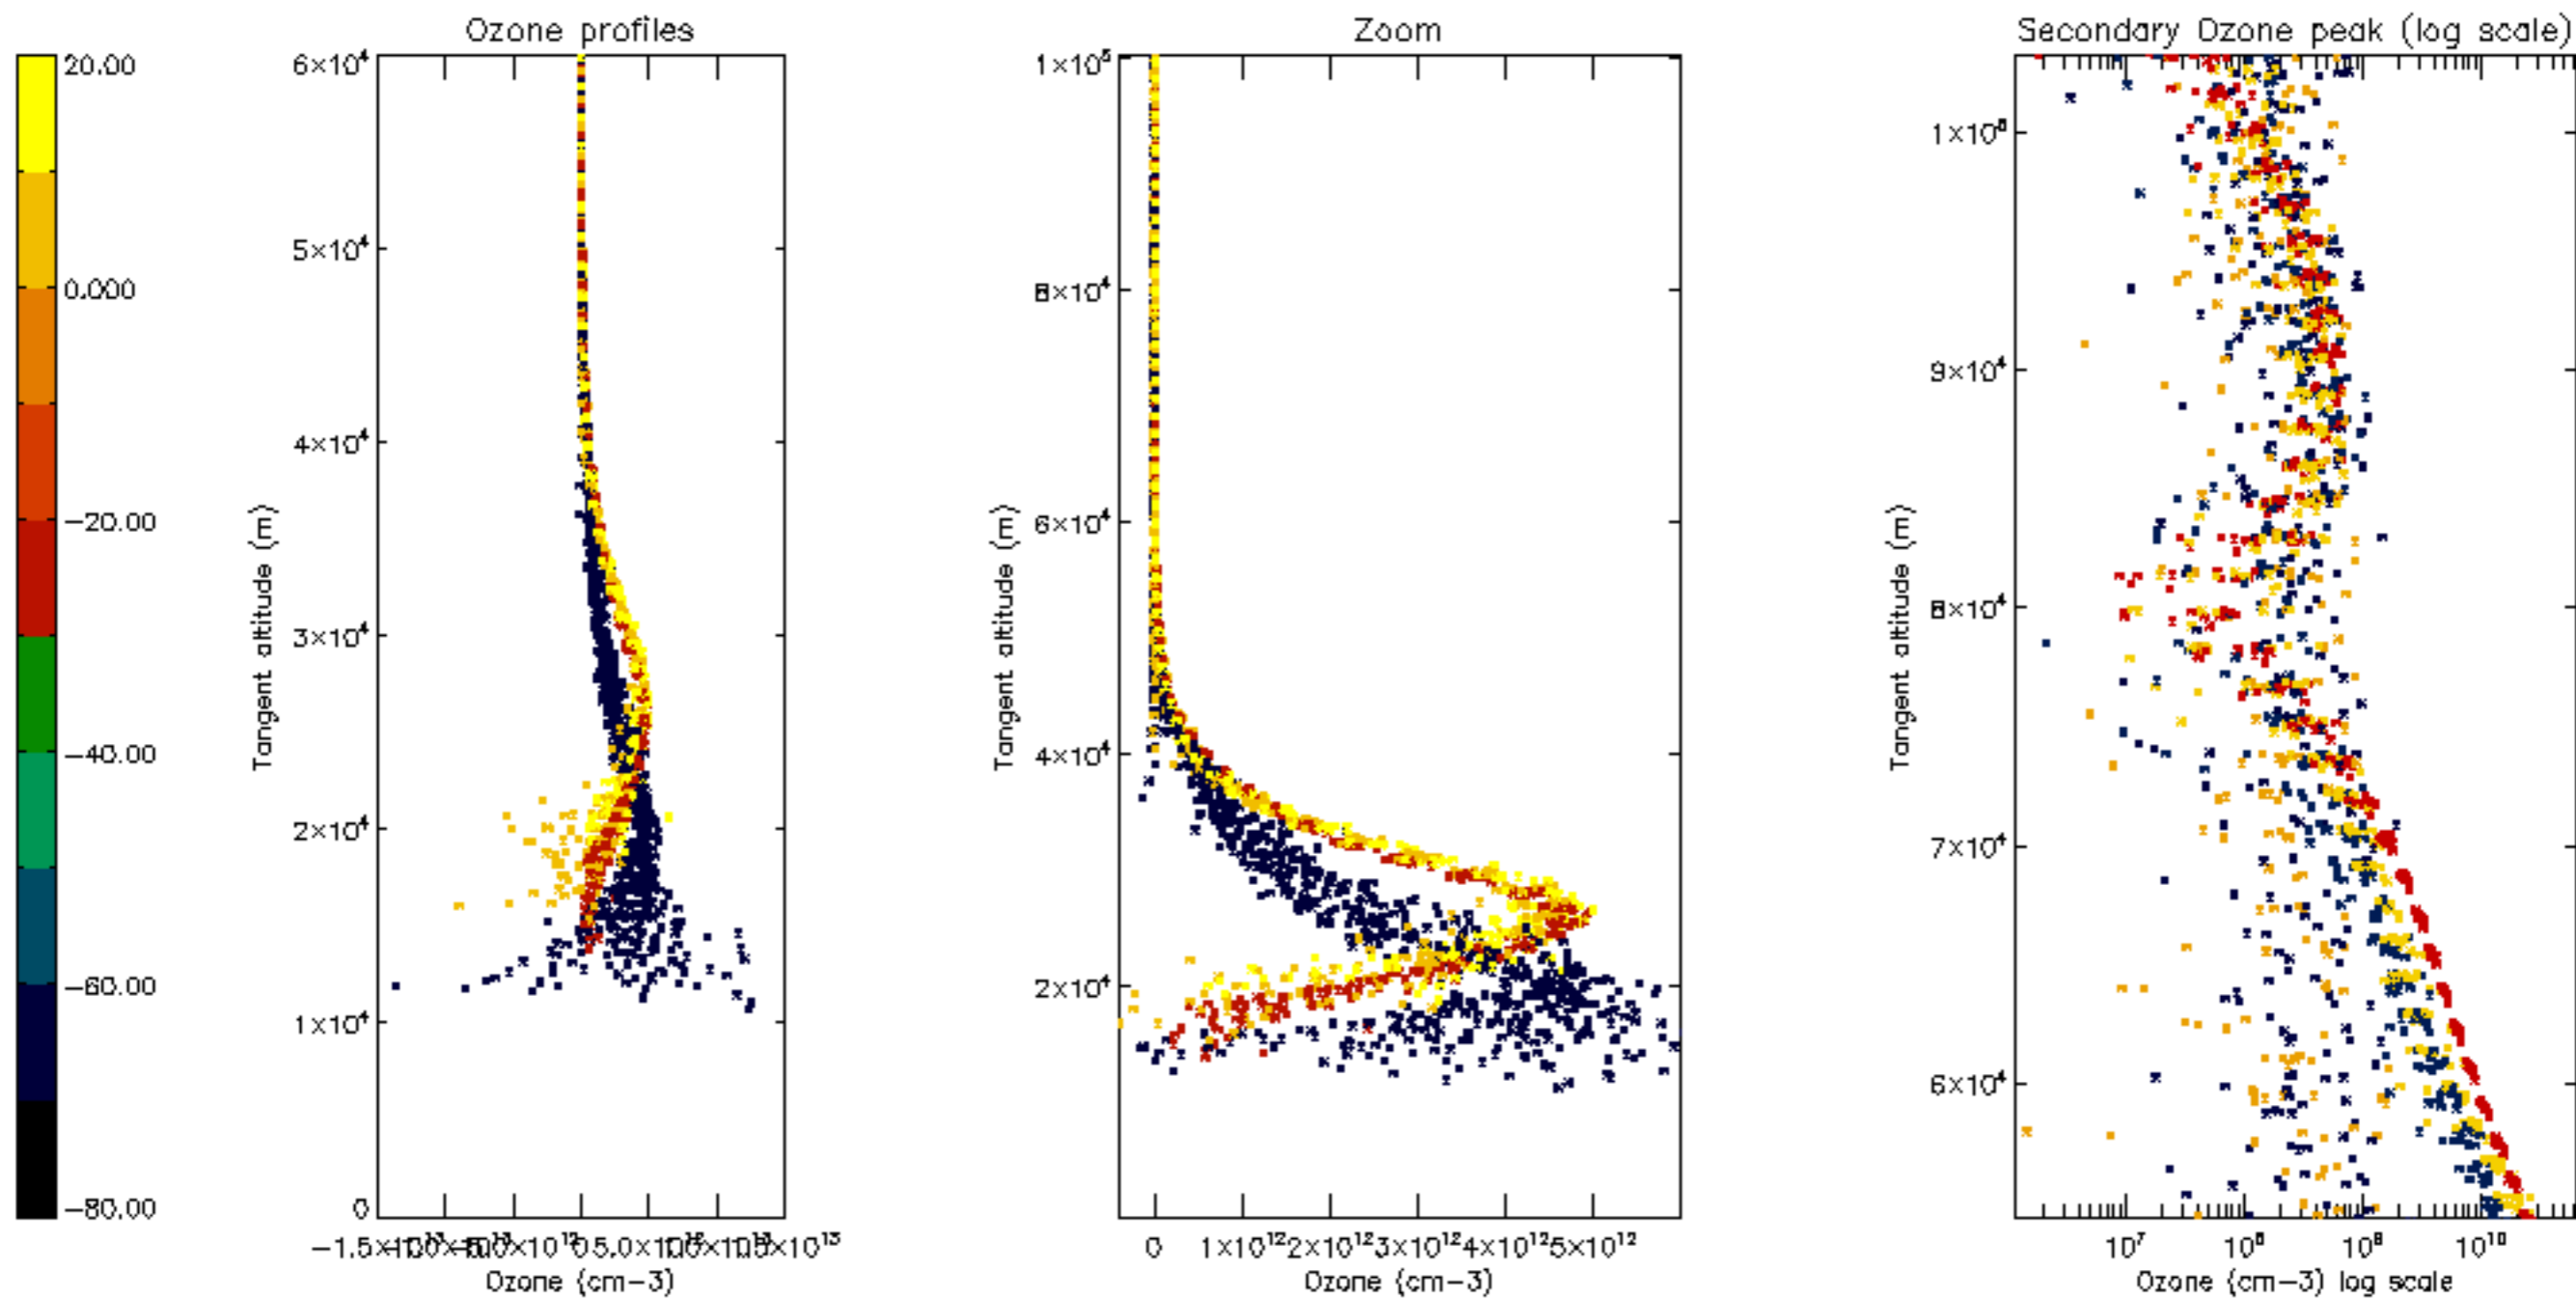 Ozone profiles
Zoom
Secondary Ozone peak (log scale)
20.00
0.000
−20.00
−40.00
−60.00
−80.00
6×10⁴
5×10⁴
4×10⁴
3×10⁴
2×10⁴
1×10⁴
0
Tangent altitude (m)
0
Ozone (cm−3)
1×10⁵
8×10⁴
6×10⁴
4×10⁴
2×10⁴
Tangent altitude (m)
0 1×10¹² 2×10¹² 3×10¹² 4×10¹² 5×10¹²
Ozone (cm−3)
1×10⁵
9×10⁴
8×10⁴
7×10⁴
6×10⁴
Tangent altitude (m)
10⁷ 10⁸ 10⁹ 10¹⁰
Ozone (cm−3) log scale